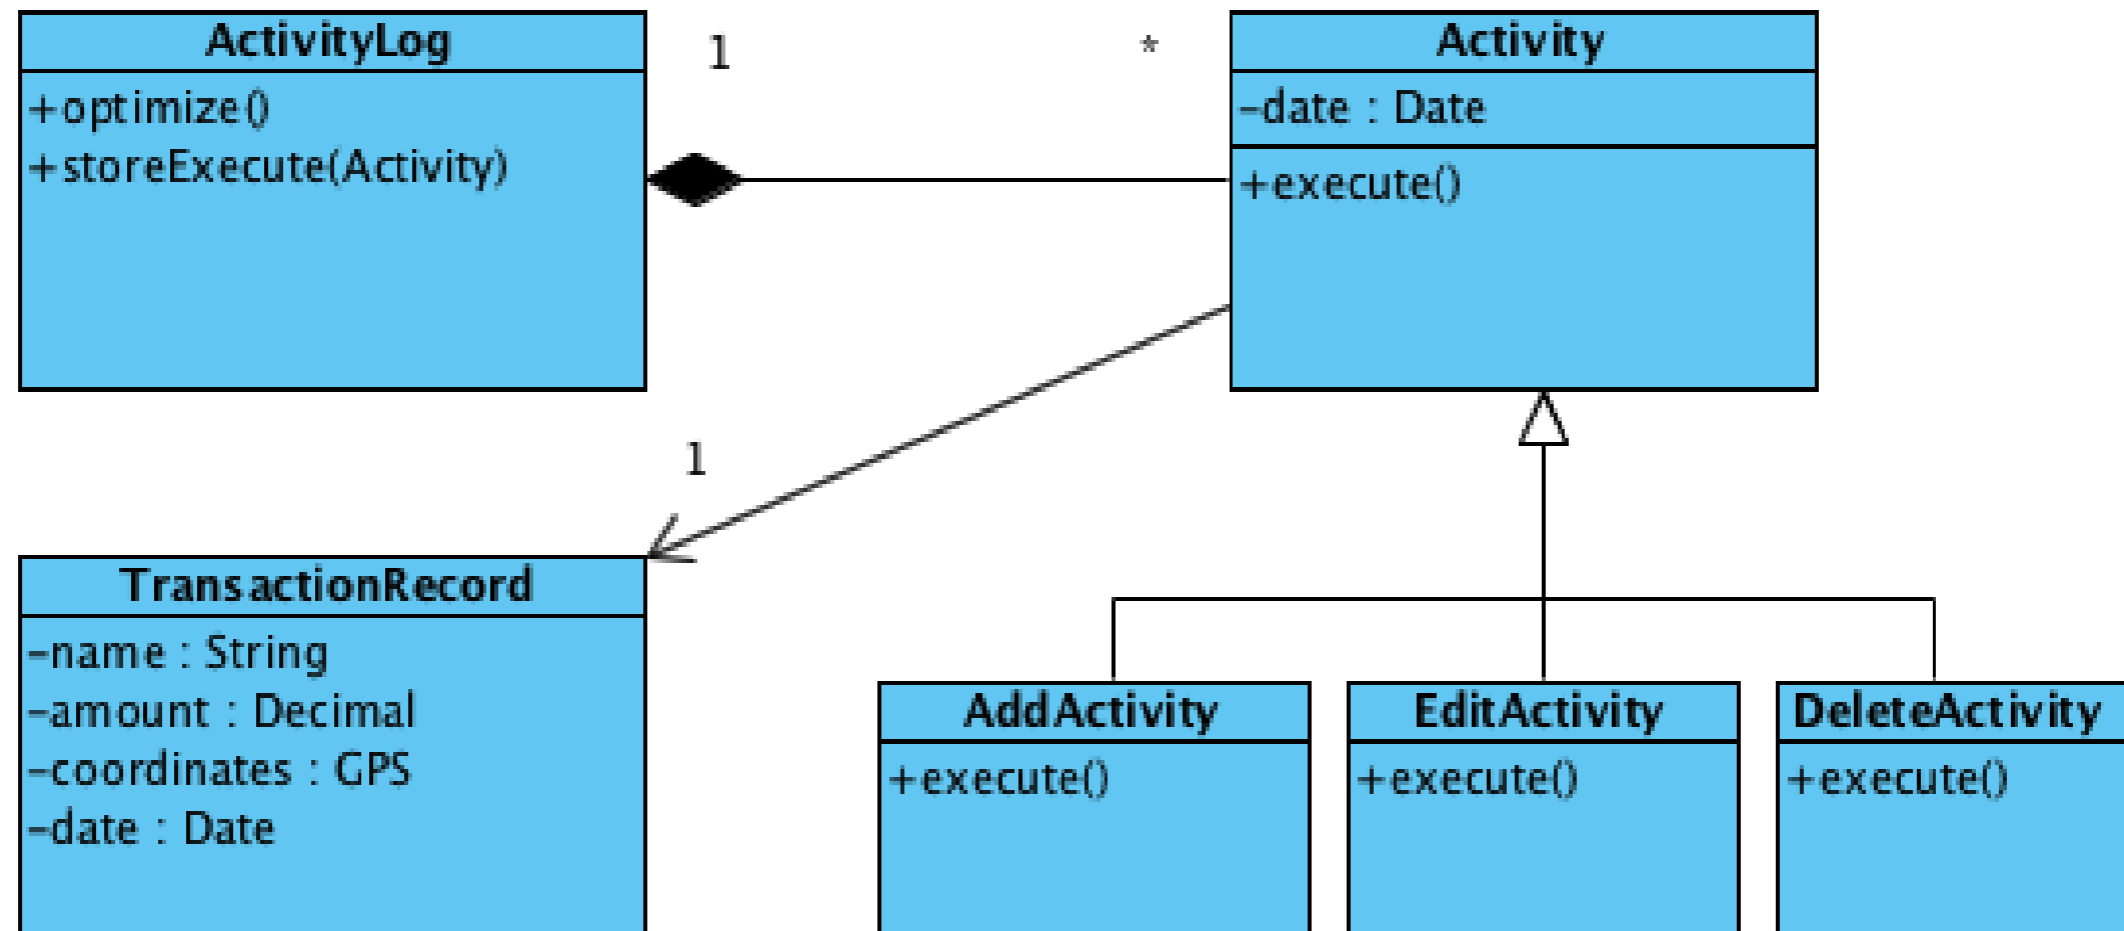 ActivityLog
+optimize()
+storeExecute(Activity)
1
*
Activity
-date : Date
+execute()
1
TransactionRecord
-name : String
-amount : Decimal
-coordinates : GPS
-date : Date
AddActivity
+execute()
EditActivity
+execute()
DeleteActivity
+execute()